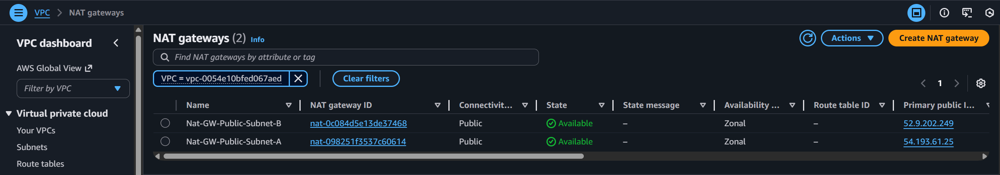 VPC > NAT gateways
VPC dashboard
AWS Global View
Filter by VPC
Virtual private cloud
Your VPCs
Subnets
Route tables
NAT gateways (2) Info
Actions
Create NAT gateway
Find NAT gateways by attribute or tag
VPC = vpc-0054e10bfed067aed
Clear filters
1
Name NAT gateway ID Connectivit... State State message Availability ... Route table ID Primary public I...
Nat-GW-Public-Subnet-B nat-0c084d5e13de37468 Public Available – Zonal – 52.9.202.249
Nat-GW-Public-Subnet-A nat-098251f3537c60614 Public Available – Zonal – 54.193.61.25